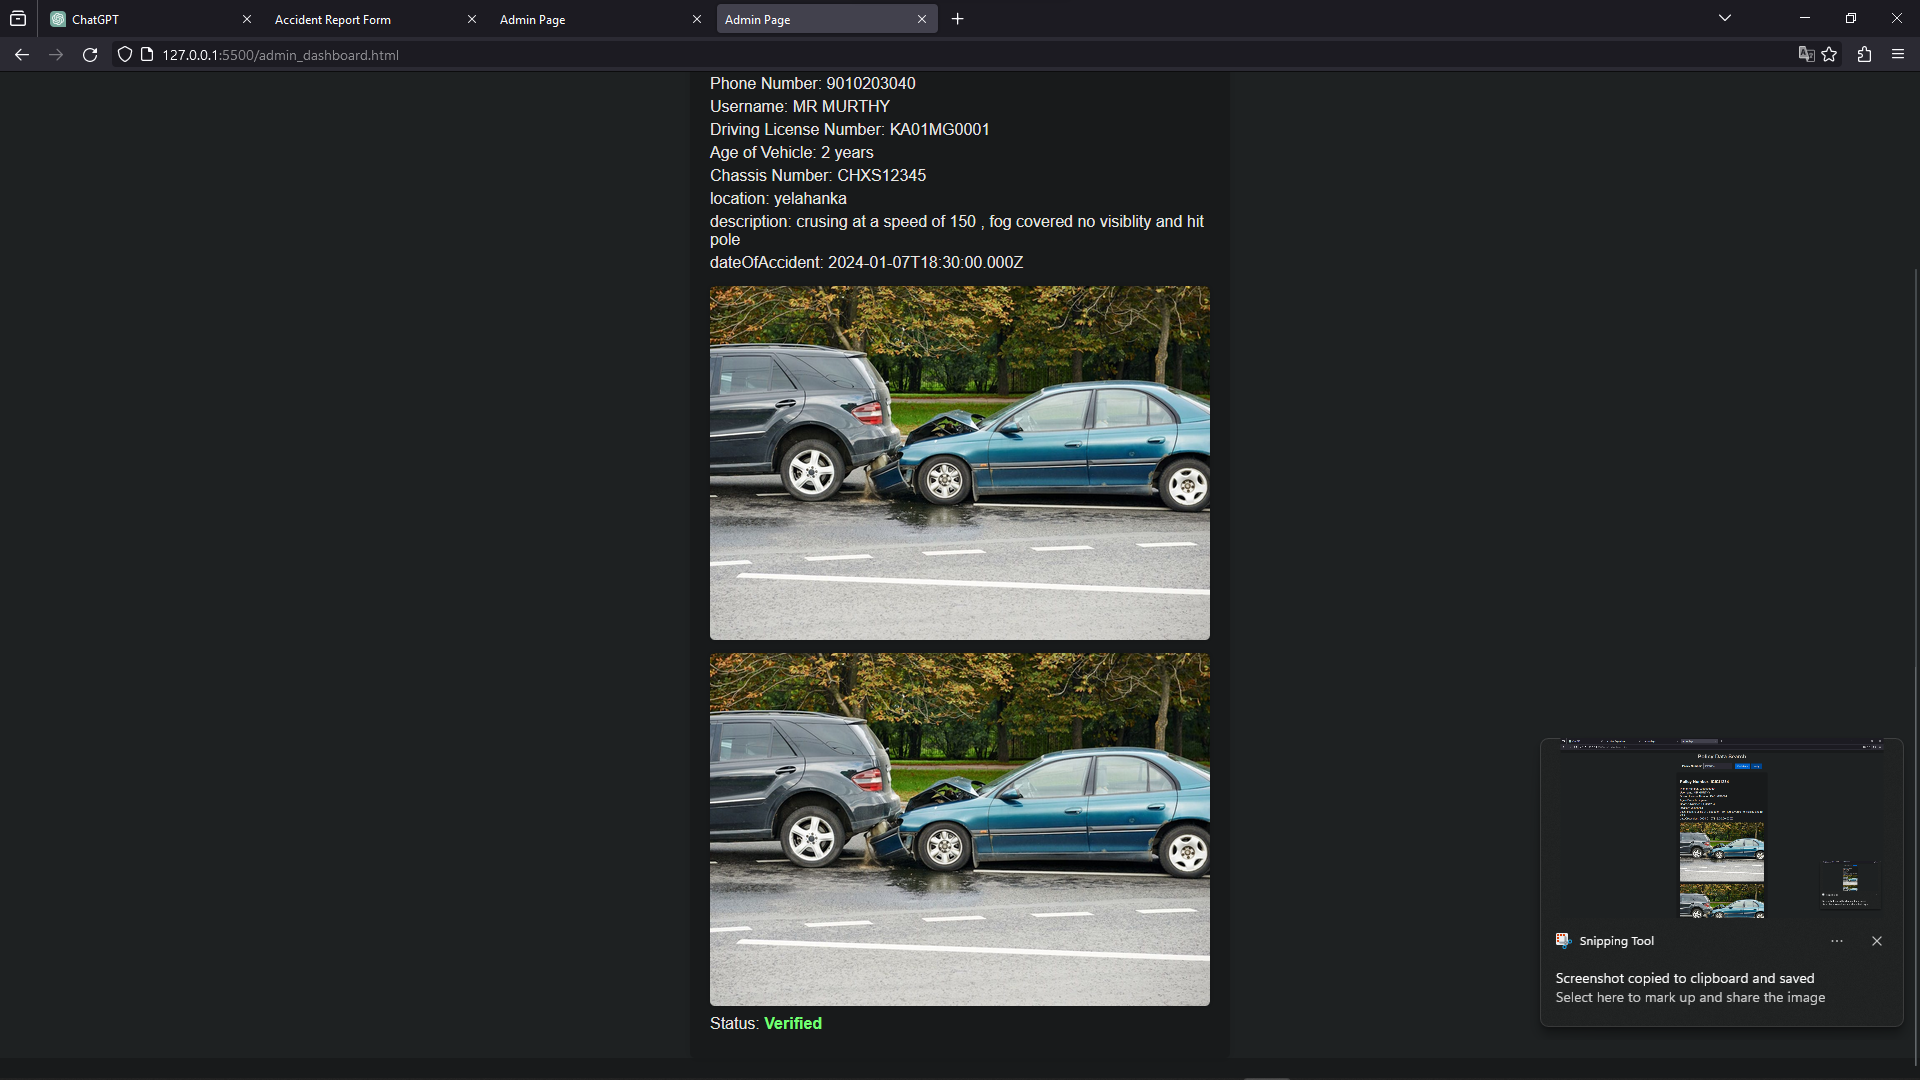 ChatGPT
Accident Report Form
Admin Page
Admin Page
127.0.0.1:5500/admin_dashboard.html
Phone Number: 9010203040
Username: MR MURTHY
Driving License Number: KA01MG0001
Age of Vehicle: 2 years
Chassis Number: CHXS12345
location: yelahanka
description: crusing at a speed of 150 , fog covered no visiblity and hit
pole
dateOfAccident: 2024-01-07T18:30:00.000Z
Status: Verified
Policy Data Search
Snipping Tool
Screenshot copied to clipboard and saved
Select here to mark up and share the image